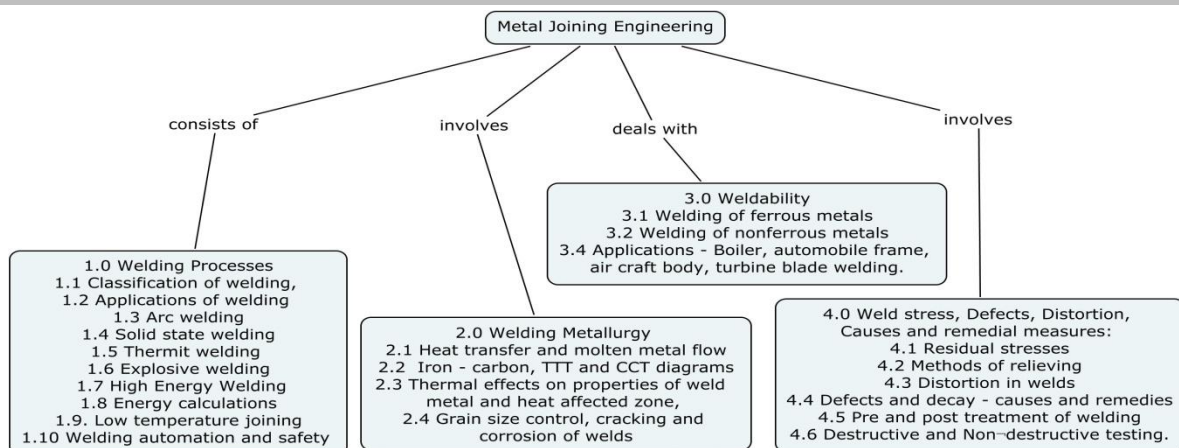 Metal Joining Engineering
consists of
involves
deals with
involves
1.0 Welding Processes
1.1 Classification of welding,
1.2 Applications of welding
1.3 Arc welding
1.4 Solid state welding
1.5 Thermit welding
1.6 Explosive welding
1.7 High Energy Welding
1.8 Energy calculations
1.9. Low temperature joining
1.10 Welding automation and safety
2.0 Welding Metallurgy
2.1 Heat transfer and molten metal flow
2.2 Iron - carbon, TTT and CCT diagrams
2.3 Thermal effects on properties of weld
metal and heat affected zone,
2.4 Grain size control, cracking and
corrosion of welds
3.0 Weldability
3.1 Welding of ferrous metals
3.2 Welding of nonferrous metals
3.4 Applications - Boiler, automobile frame,
air craft body, turbine blade welding.
4.0 Weld stress, Defects, Distortion,
Causes and remedial measures:
4.1 Residual stresses
4.2 Methods of relieving
4.3 Distortion in welds
4.4 Defects and decay - causes and remedies
4.5 Pre and post treatment of welding
4.6 Destructive and Non¬destructive testing.